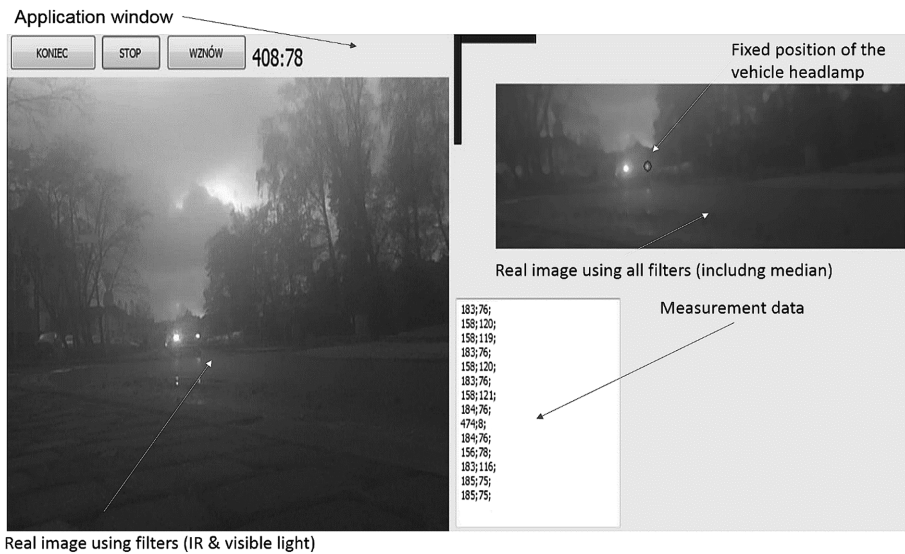 Application window
KONIEC
STOP
WZNÓW
408:78
Fixed position of the
vehicle headlamp
Real image using all filters (includng median)
Measurement data
183;76;
158;120;
158;119;
183;76;
158;120;
183;76;
158;121;
184;76;
474;8;
184;76;
156;78;
183;116;
185;75;
185;75;
Real image using filters (IR & visible light)